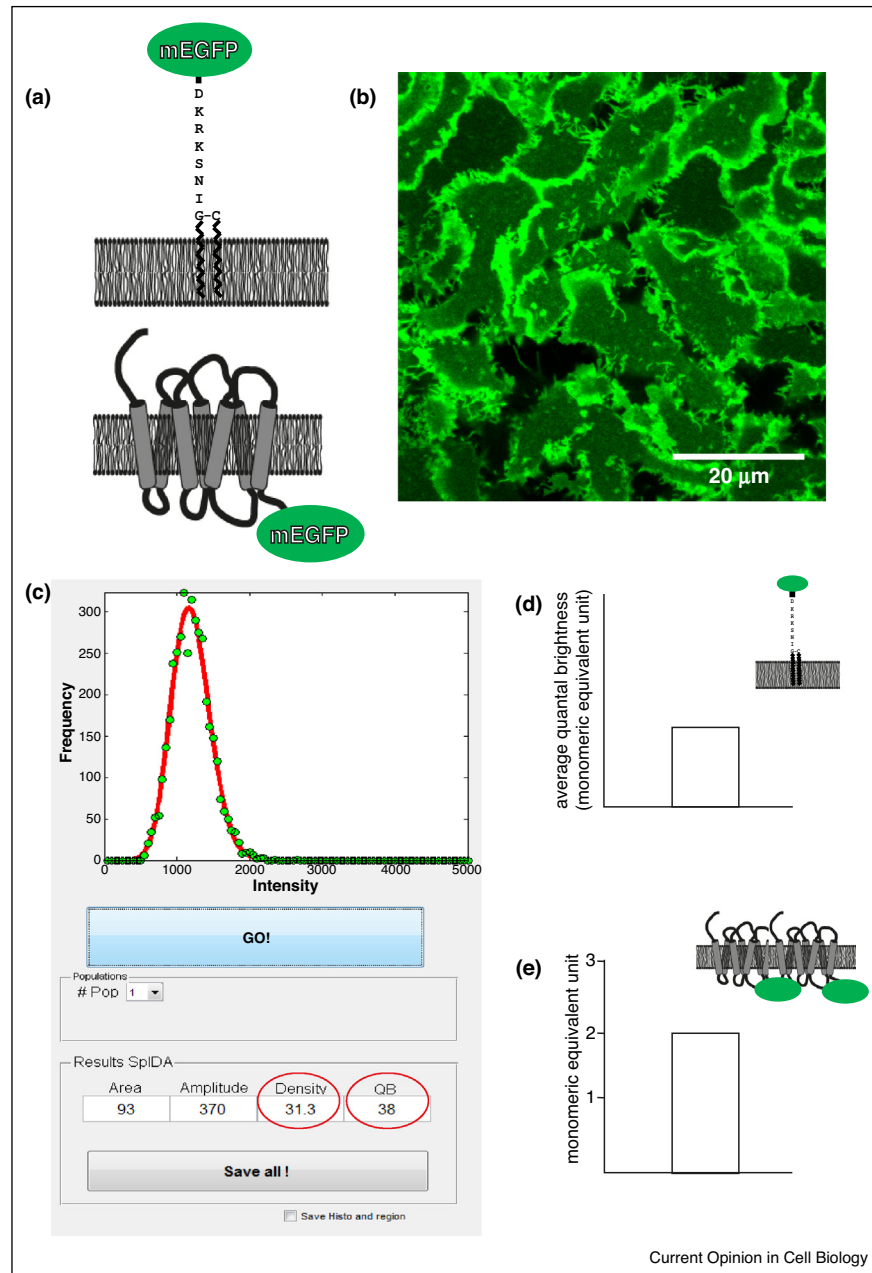 mEGFP
(a)
D
K
R
K
S
N
I
G-C
mEGFP
(b)
20 μm
(c)
Frequency
300
250
200
150
100
50
0
0 1000 2000 3000 4000 5000
Intensity
GO!
Populations
# Pop 1
Results SpIDA
Area Amplitude Density QB
93 370 31.3 38
Save all !
Save Histo and region
(d)
average quantal brightness
(monomeric equivalent unit)
D
K
R
K
S
N
I
G-C
(e)
monomeric equivalent unit
3
2
1
Current Opinion in Cell Biology